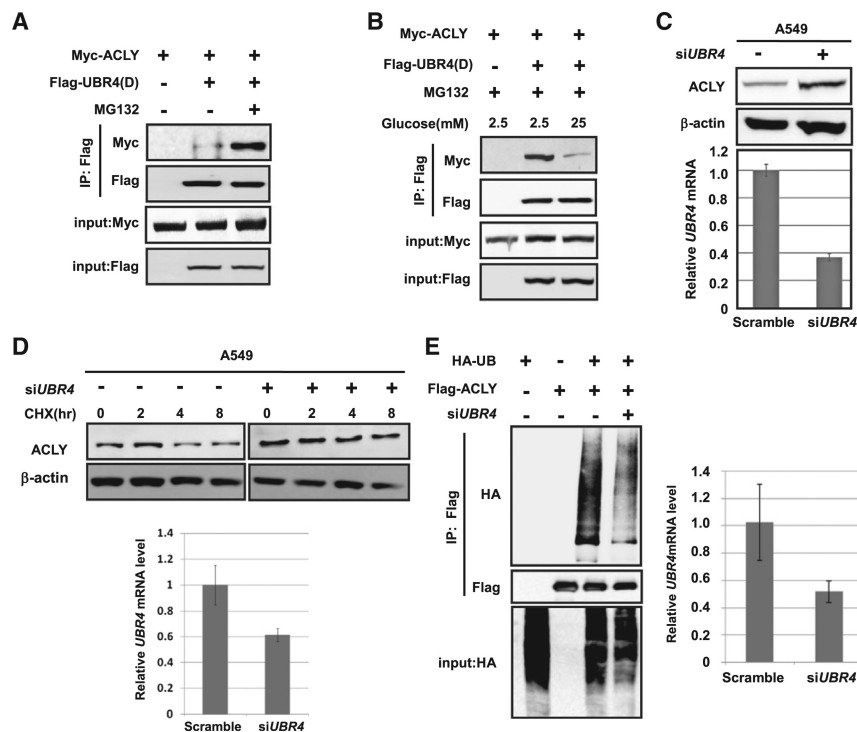 A
Myc-ACLY + + +
Flag-UBR4(D) - + +
MG132 - - +
IP: Flag
Myc
Flag
input:Myc
input:Flag
B
Myc-ACLY + + +
Flag-UBR4(D) - + +
MG132 + + +
Glucose(mM) 2.5 2.5 25
IP: Flag
Myc
Flag
input:Myc
input:Flag
C
A549
siUBR4 - +
ACLY
β-actin
Relative UBR4 mRNA
1.2
1.0
0.8
0.6
0.4
0.2
0
Scramble siUBR4
D
A549
siUBR4 - - - - + + + +
CHX(hr) 0 2 4 8 0 2 4 8
ACLY
β-actin
Relative UBR4 mRNA level
1.4
1.2
1
0.8
0.6
0.4
0.2
0
Scramble siUBR4
E
HA-UB + - + +
Flag-ACLY - + + +
siUBR4 - - - +
IP: Flag
HA
Flag
input:HA
Relative UBR4mRNA level
1.4
1.2
1.0
0.8
0.6
0.4
0.2
0
Scramble siUBR4